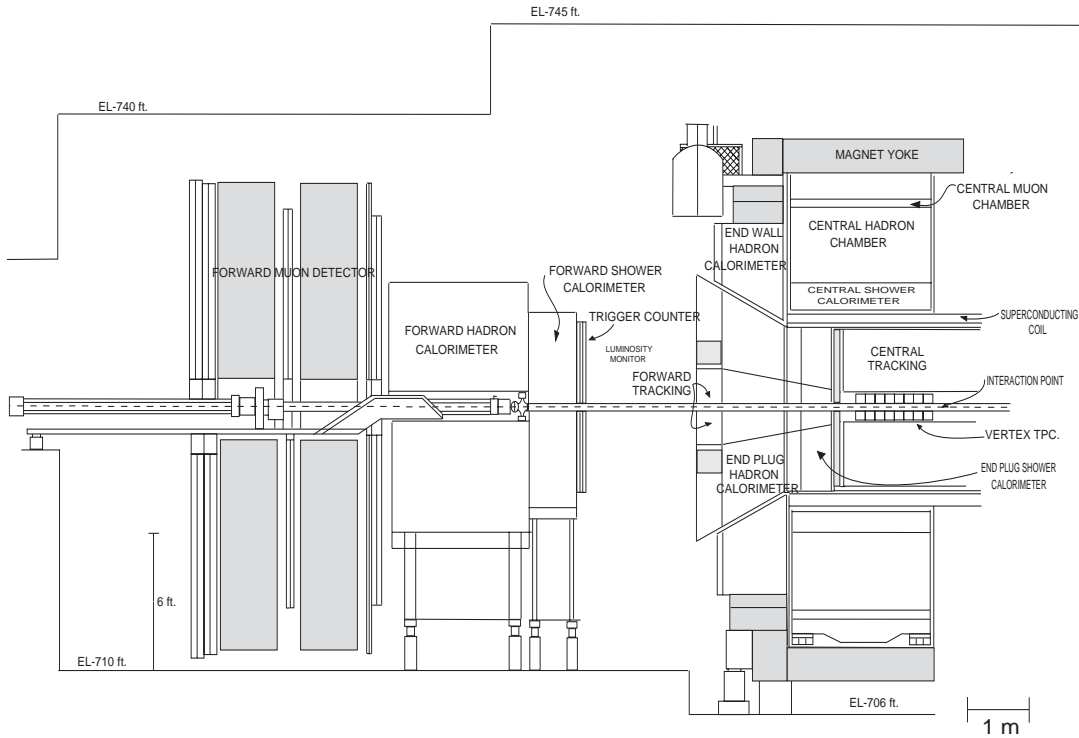 EL-745 ft.
EL-740 ft.
MAGNET YOKE
CENTRAL MUON
CHAMBER
CENTRAL HADRON
CHAMBER
END WALL
HADRON
CALORIMETER
FORWARD MUON DETECTOR
FORWARD SHOWER
CALORIMETER
CENTRAL SHOWER
CALORIMETER
SUPERCONDUCTING
COIL
TRIGGER COUNTER
FORWARD HADRON
CALORIMETER
LUMINOSITY
MONITOR
CENTRAL
TRACKING
FORWARD
TRACKING
INTERACTION POINT
VERTEX TPC.
END PLUG
HADRON
CALORIMETER
END PLUG SHOWER
CALORIMETER
6 ft.
EL-710 ft.
EL-706 ft.
1 m